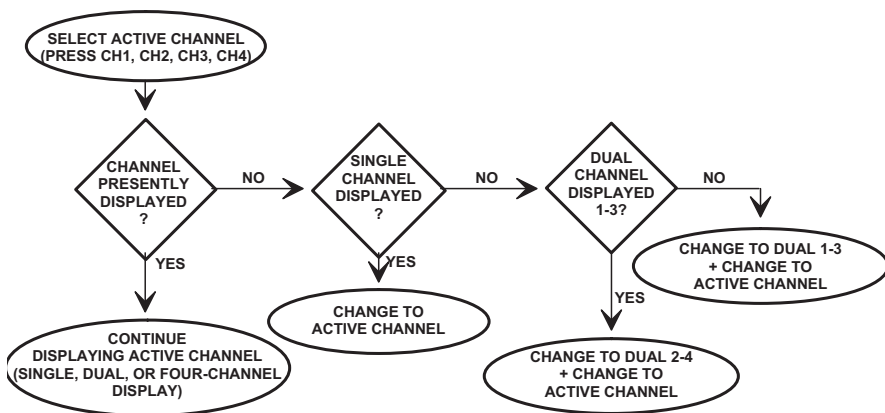 SELECT ACTIVE CHANNEL
(PRESS CH1, CH2, CH3, CH4)
CHANNEL
PRESENTLY
DISPLAYED
?
NO
YES
SINGLE
CHANNEL
DISPLAYED
?
NO
YES
DUAL
CHANNEL
DISPLAYED
1-3?
NO
YES
CONTINUE
DISPLAYING ACTIVE CHANNEL
(SINGLE, DUAL, OR FOUR-CHANNEL
DISPLAY)
CHANGE TO
ACTIVE CHANNEL
CHANGE TO DUAL 2-4
+ CHANGE TO
ACTIVE CHANNEL
CHANGE TO DUAL 1-3
+ CHANGE TO
ACTIVE CHANNEL